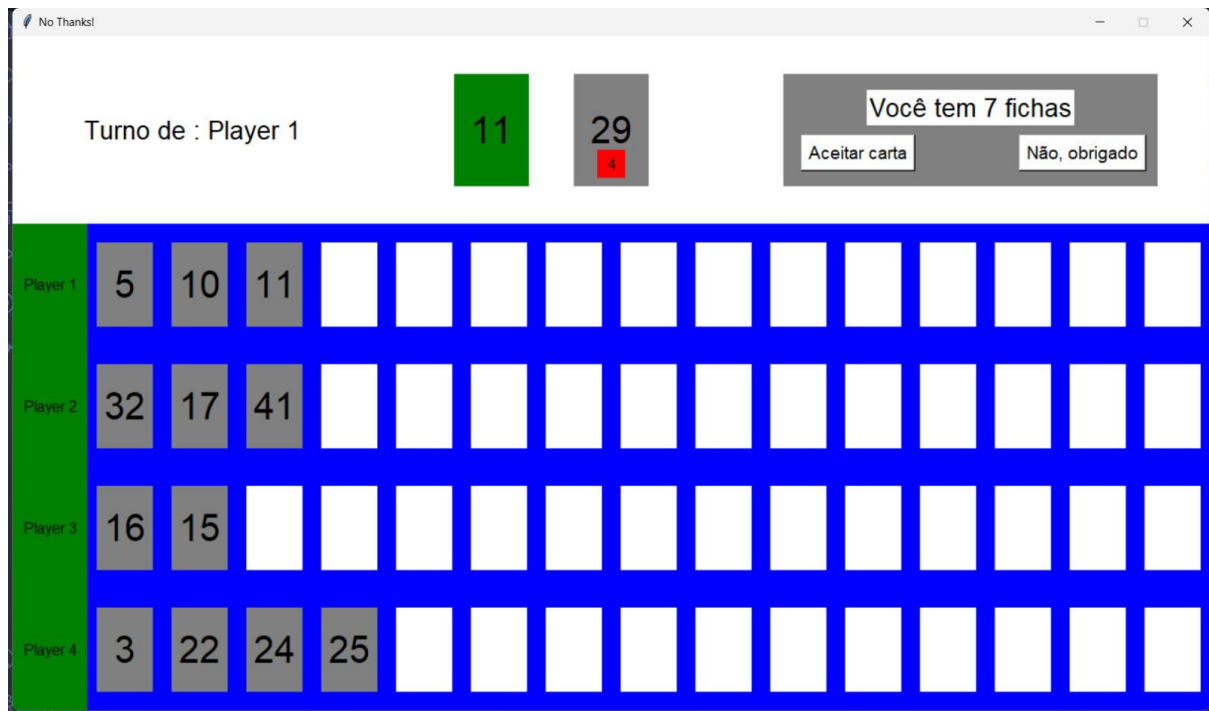 No Thanks!
Turno de : Player 1
11
29
4
Você tem 7 fichas
Aceitar carta
Não, obrigado
Player 1 5 10 11
Player 2 32 17 41
Player 3 16 15
Player 4 3 22 24 25